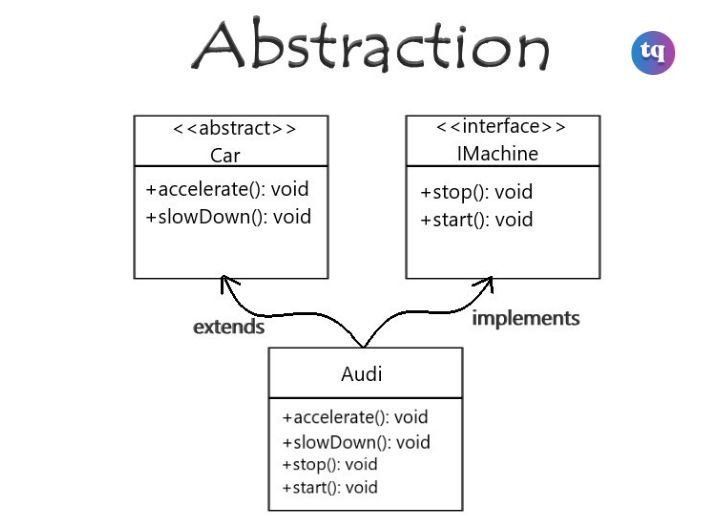 Abstraction
tq
<<abstract>>
Car
+accelerate(): void
+slowDown(): void
<<interface>>
IMachine
+stop(): void
+start(): void
extends
implements
Audi
+accelerate(): void
+slowDown(): void
+stop(): void
+start(): void